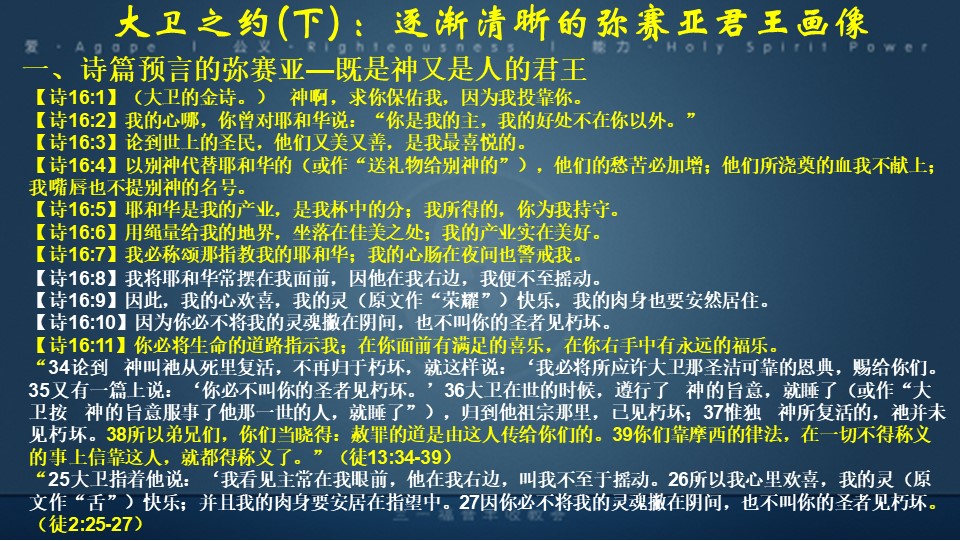 大卫之约(下)：逐渐清晰的弥赛亚君王画像
爱·Agape | 公义·Righteousness | 能力·Holy Spirit Power
一、诗篇预言的弥赛亚—既是神又是人的君王
【诗16:1】（大卫的金诗。） 神啊，求你保佑我，因为我投靠你。
【诗16:2】我的心哪，你曾对耶和华说：“你是我的主，我的好处不在你以外。”
【诗16:3】论到世上的圣民，他们又美又善，是我最喜悦的。
【诗16:4】以别神代替耶和华的（或作“送礼物给别神的”），他们的愁苦必加增；他们所浇奠的血我不献上；
我嘴唇也不提别神的名号。
【诗16:5】耶和华是我的产业，是我杯中的分；我所得的，你为我持守。
【诗16:6】用绳量给我的地界，坐落在佳美之处；我的产业实在美好。
【诗16:7】我必称颂那指教我的耶和华；我的心肠在夜间也警戒我。
【诗16:8】我将耶和华常摆在我面前，因他在我右边，我便不至摇动。
【诗16:9】因此，我的心欢喜，我的灵（原文作“荣耀”）快乐，我的肉身也要安然居住。
【诗16:10】因为你必不将我的灵魂撇在阴间，也不叫你的圣者见朽坏。
【诗16:11】你必将生命的道路指示我；在你面前有满足的喜乐，在你右手中有永远的福乐。
“34论到 神叫祂从死里复活，不再归于朽坏，就这样说：‘我必将所应许大卫那圣洁可靠的恩典，赐给你们。
35又有一篇上说：‘你必不叫你的圣者见朽坏。’36大卫在世的时候，遵行了 神的旨意，就睡了（或作“大
卫按 神的旨意服事了他那一世的人，就睡了”），归到他祖宗那里，已见朽坏；37惟独 神所复活的，祂并未
见朽坏。38所以弟兄们，你们当晓得：赦罪的道是由这人传给你们的。39你们靠摩西的律法，在一切不得称义
的事上信靠这人，就都得称义了。”（徒13:34-39）
“25大卫指着他说：‘我看见主常在我眼前，他在我右边，叫我不至于摇动。26所以我心里欢喜，我的灵（原
文作“舌”）快乐；并且我的肉身要安居在指望中。27因你必不将我的灵魂撇在阴间，也不叫你的圣者见朽坏。
（徒2:25-27）
三一福音丰收教会